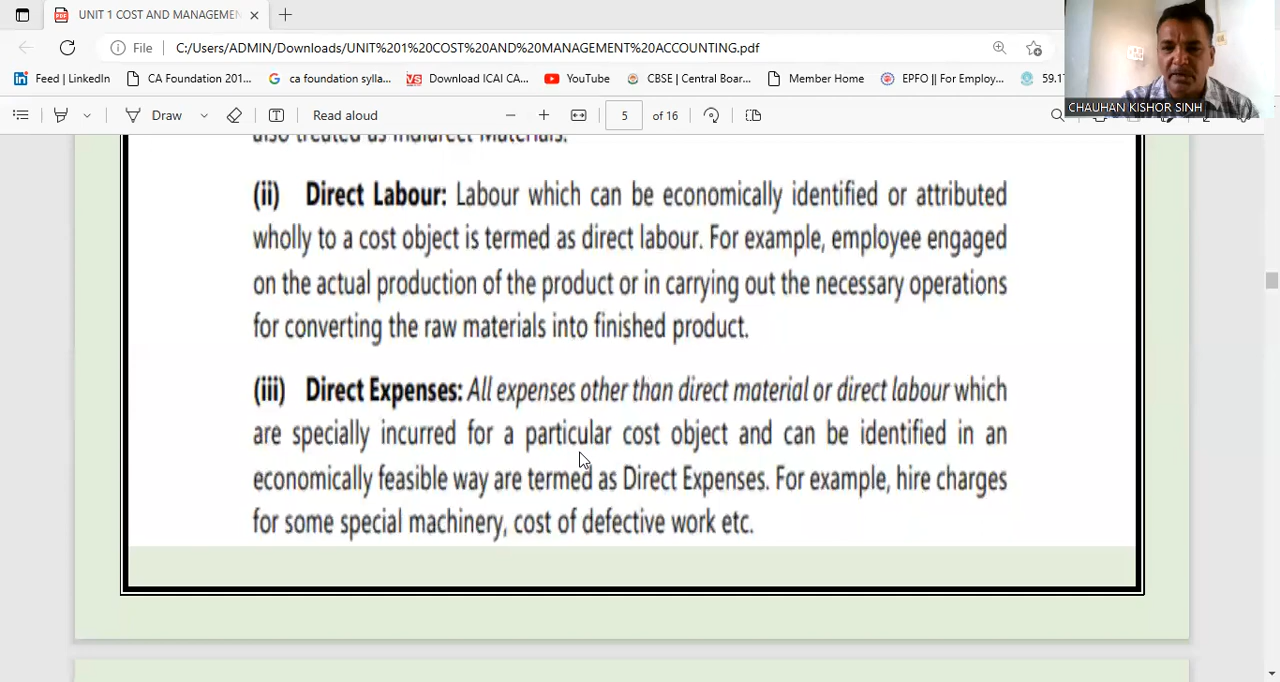 UNIT 1 COST AND MANAGEMEN
File
C:/Users/ADMIN/Downloads/UNIT%201%20COST%20AND%20MANAGEMENT%20ACCOUNTING.pdf
Feed | LinkedIn
CA Foundation 201...
ca foundation sylla...
Download ICAI CA...
YouTube
CBSE | Central Boar...
Member Home
EPFO || For Employ...
59.1
CHAUHAN KISHOR SINH
Draw
Read aloud
5
of 16
also treated as Indirect Materials.
(ii) Direct Labour: Labour which can be economically identified or attributed
wholly to a cost object is termed as direct labour. For example, employee engaged
on the actual production of the product or in carrying out the necessary operations
for converting the raw materials into finished product.
(iii) Direct Expenses: All expenses other than direct material or direct labour which
are specially incurred for a particular cost object and can be identified in an
economically feasible way are termed as Direct Expenses. For example, hire charges
for some special machinery, cost of defective work etc.